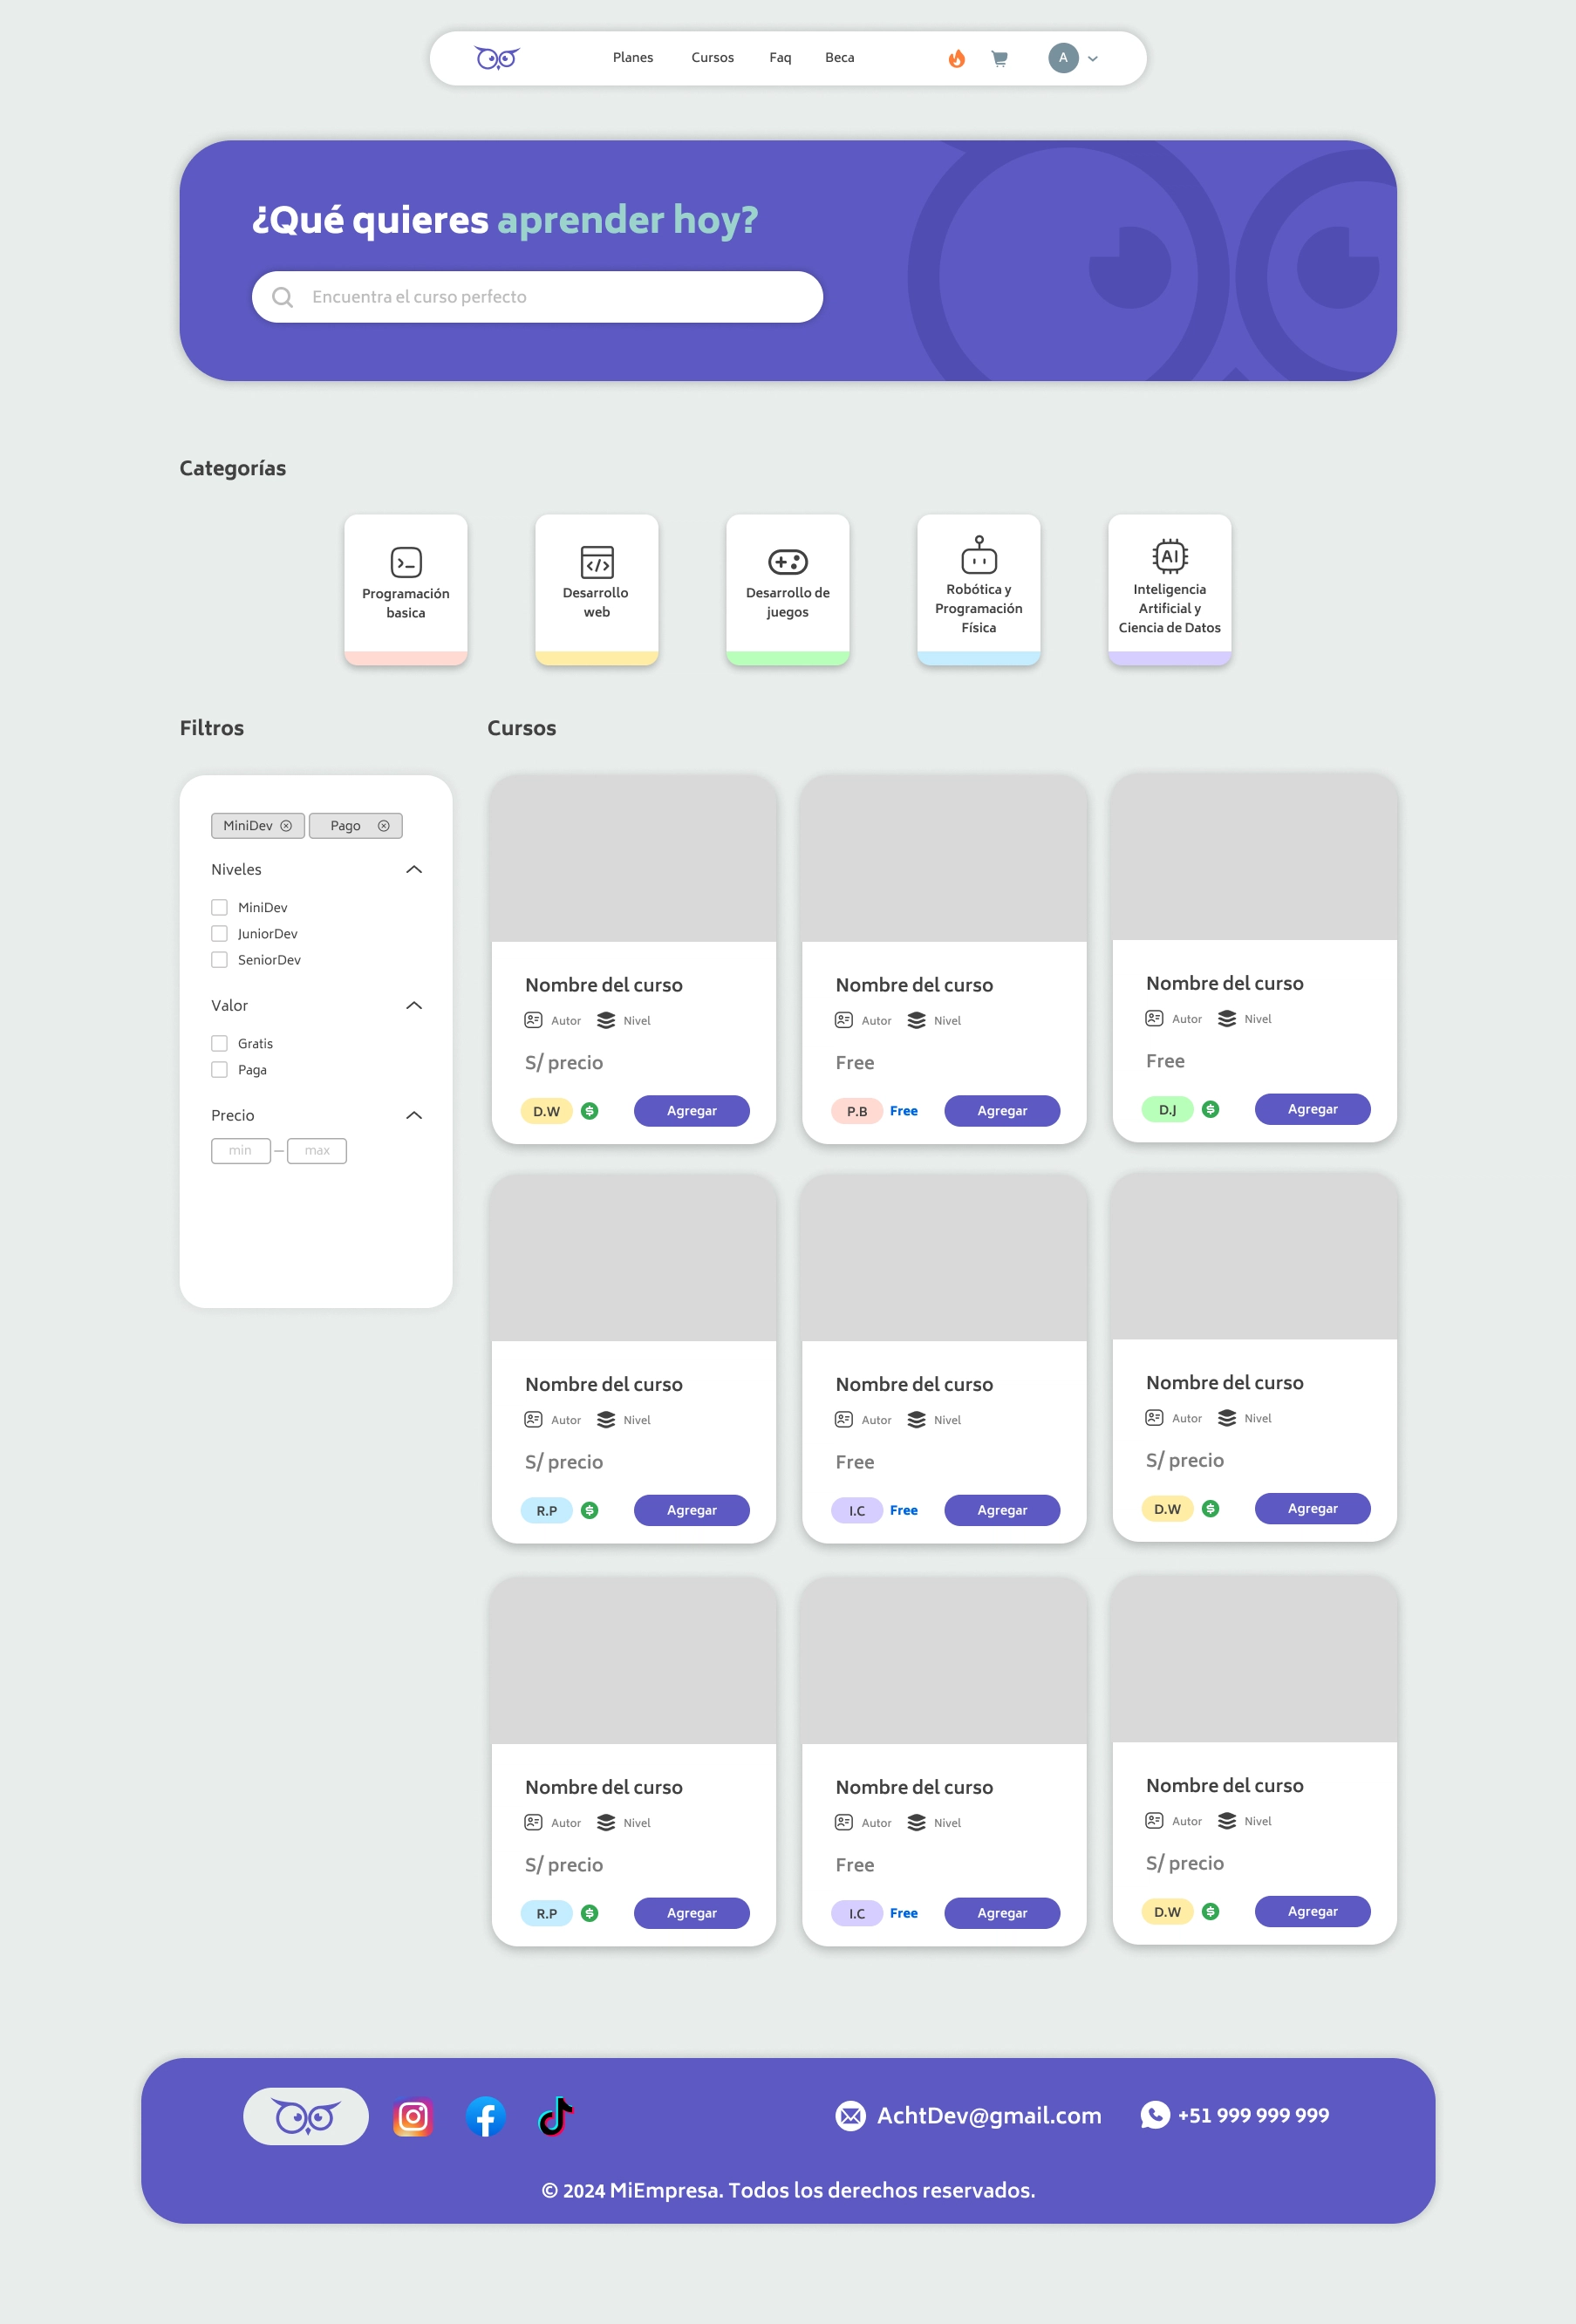 Planes Cursos Faq Beca A
¿Qué quieres aprender hoy?
Encuentra el curso perfecto
Categorías
Programación
basica
Desarrollo
web
Desarrollo de
juegos
Robótica y
Programación
Física
AI
Inteligencia
Artificial y
Ciencia de Datos
Filtros
MiniDev Pago
Niveles
MiniDev
JuniorDev
SeniorDev
Valor
Gratis
Paga
Precio
min — max
Cursos
Nombre del curso
Autor Nivel
S/ precio
D.W $ Agregar
Nombre del curso
Autor Nivel
Free
P.B Free Agregar
Nombre del curso
Autor Nivel
Free
D.J $ Agregar
Nombre del curso
Autor Nivel
S/ precio
R.P $ Agregar
Nombre del curso
Autor Nivel
Free
I.C Free Agregar
Nombre del curso
Autor Nivel
S/ precio
D.W $ Agregar
Nombre del curso
Autor Nivel
S/ precio
R.P $ Agregar
Nombre del curso
Autor Nivel
Free
I.C Free Agregar
Nombre del curso
Autor Nivel
S/ precio
D.W $ Agregar
AchtDev@gmail.com +51 999 999 999
© 2024 MiEmpresa. Todos los derechos reservados.